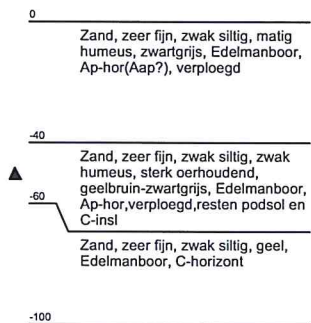 0
Zand, zeer fijn, zwak siltig, matig
humeus, zwartgrijs, Edelmanboor,
Ap-hor(Aap?), verploegd
-40
Zand, zeer fijn, zwak siltig, zwak
humeus, sterk oerhoudend,
geelbruin-zwartgrijs, Edelmanboor,
Ap-hor,verploegd,resten podsol en
C-insl
-60
Zand, zeer fijn, zwak siltig, geel,
Edelmanboor, C-horizont
-100